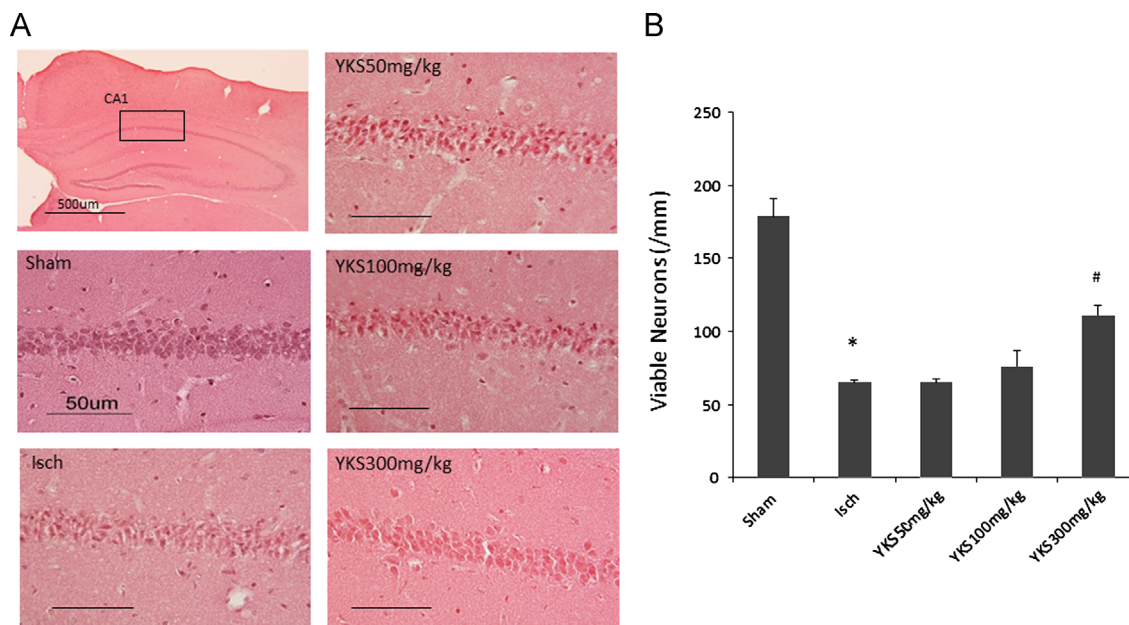 A
CA1
500um
YKS50mg/kg
Sham
50um
YKS100mg/kg
Isch
YKS300mg/kg
B
Viable Neurons(/mm)
250
200
150
100
50
0
*
#
Sham
Isch
YKS50mg/kg
YKS100mg/kg
YKS300mg/kg